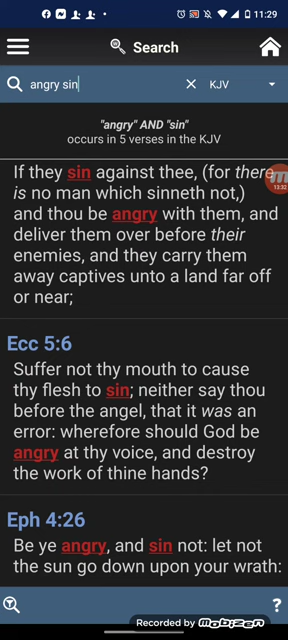 11:29
Search
angry sin
KJV
"angry" AND "sin"
occurs in 5 verses in the KJV
If they sin against thee, (for there
is no man which sinneth not,)
13:32
and thou be angry with them, and
deliver them over before their
enemies, and they carry them
away captives unto a land far off
or near;
Ecc 5:6
Suffer not thy mouth to cause
thy flesh to sin; neither say thou
before the angel, that it was an
error: wherefore should God be
angry at thy voice, and destroy
the work of thine hands?
Eph 4:26
Be ye angry, and sin not: let not
the sun go down upon your wrath:
?
Recorded by mobizen